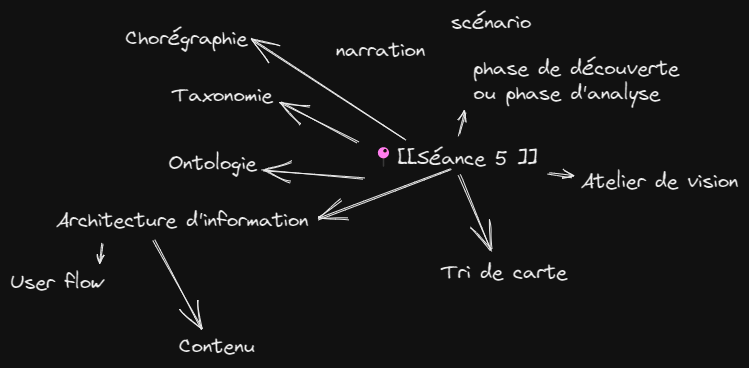 scénario
Chorégraphie
narration
phase de découverte
ou phase d'analyse
Taxonomie
[[Séance 5 ]]
Ontologie
Atelier de vision
Architecture d'information
Tri de carte
User flow
Contenu